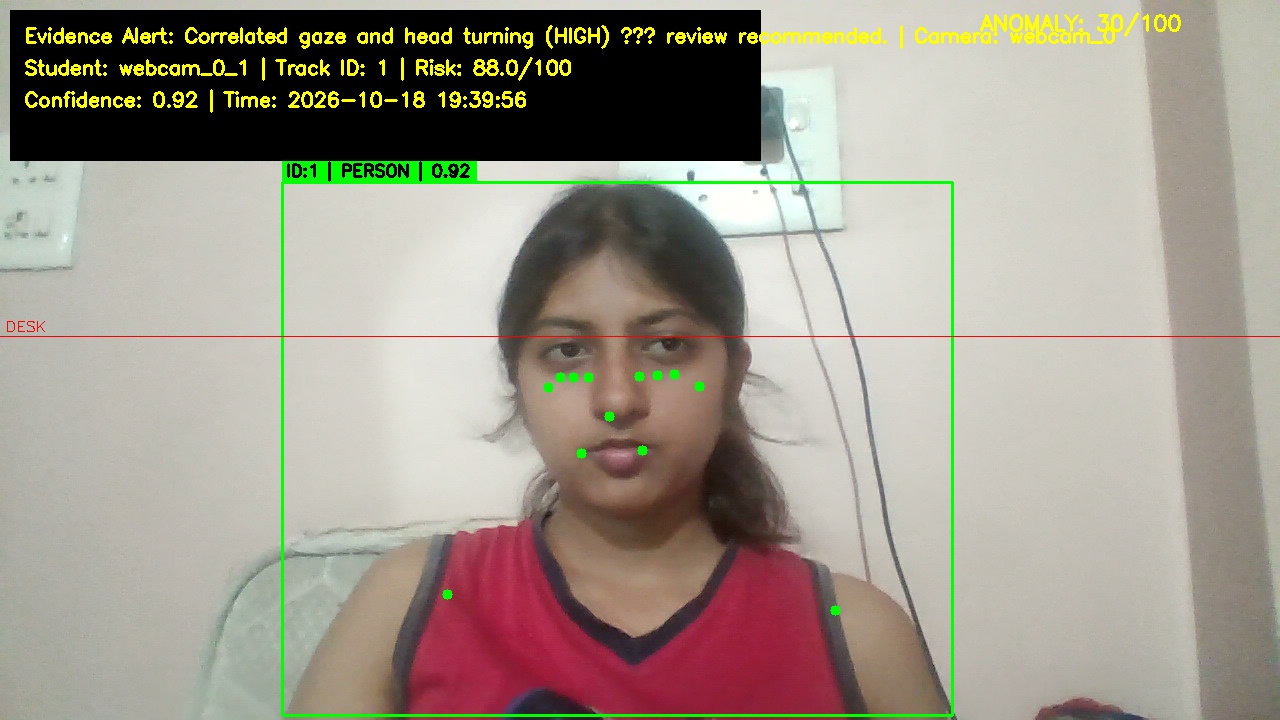 Evidence Alert: Correlated gaze and head turning (HIGH) ??? review recommended. | Camera: webcam_0
ANOMALY: 30/100
Student: webcam_0_1 | Track ID: 1 | Risk: 88.0/100
Confidence: 0.92 | Time: 2026-10-18 19:39:56
ID:1 | PERSON | 0.92
DESK